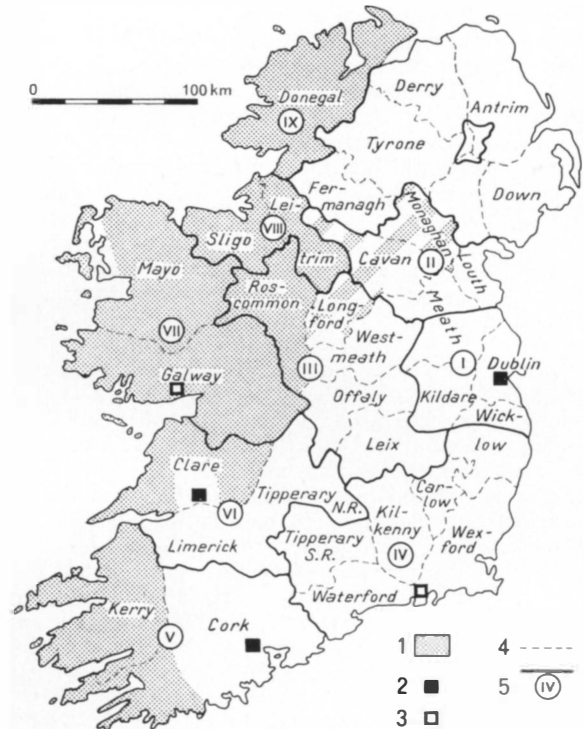 0 100 km
Donegal
IX
Derry
Antrim
Tyrone
Fer-
managh
Down
Lei-
trim
VIII
Sligo
Monaghan
Cavan
II
Louth
Mayo
Ros-
common
Long-
ford
Meath
VII
West-
meath
III
I
Dublin
Galway
Kildare
Offaly
Wick-
low
Leix
Clare
Tipperary
N.R.
Car-
low
VI
Kil-
kenny
Limerick
Tipperary
S.R.
IV
Wex-
ford
Waterford
Kerry
V
Cork
1
2
3
4
5 IV